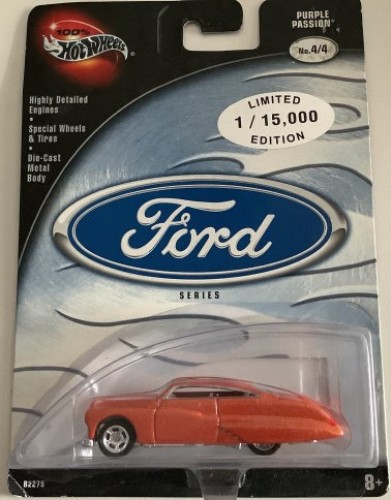 100%
Hot Wheels
PURPLE
PASSION
No.4/4
Highly Detailed
Engines
•
Special Wheels
& Tires
•
Die-Cast
Metal
Body
LIMITED
1 / 15,000
EDITION
Ford
SERIES
B2276
8+